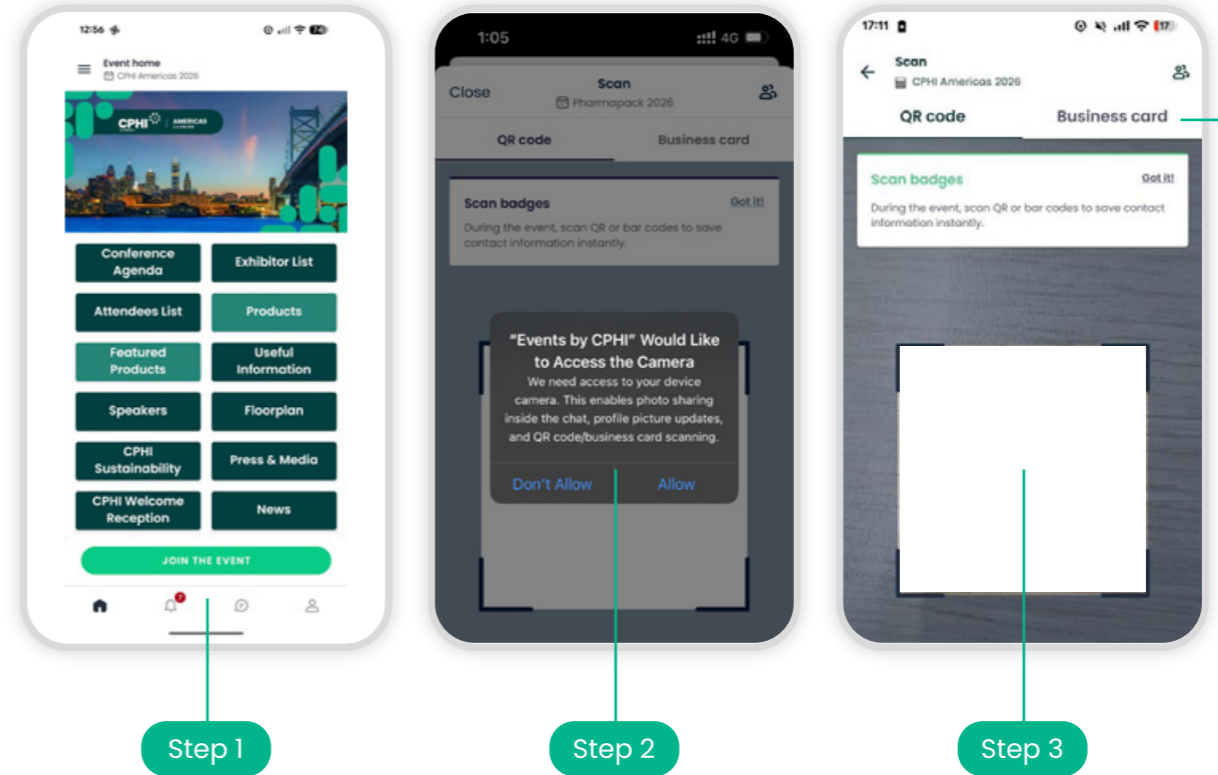 12:56
4G
24
Event home
CPHI Americas 2026
CPHI AMERICAS
Conference
Agenda
Exhibitor List
Attendees List
Products
Featured
Products
Useful
Information
Speakers
Floorplan
CPHI
Sustainability
Press & Media
CPHI Welcome
Reception
News
JOIN THE EVENT
7
Step 1
1:05
4G
Close
Scan
Pharmapack 2026
QR code
Business card
Scan badges
Got it!
During the event, scan QR or bar codes to save
contact information instantly.
"Events by CPHI" Would Like
to Access the Camera
We need access to your device
camera. This enables photo sharing
inside the chat, profile picture updates,
and QR code/business card scanning.
Don't Allow
Allow
Step 2
17:11
17
Scan
CPHI Americas 2026
QR code
Business card
Scan badges
Got it!
During the event, scan QR or bar codes to save contact
information instantly.
Step 3